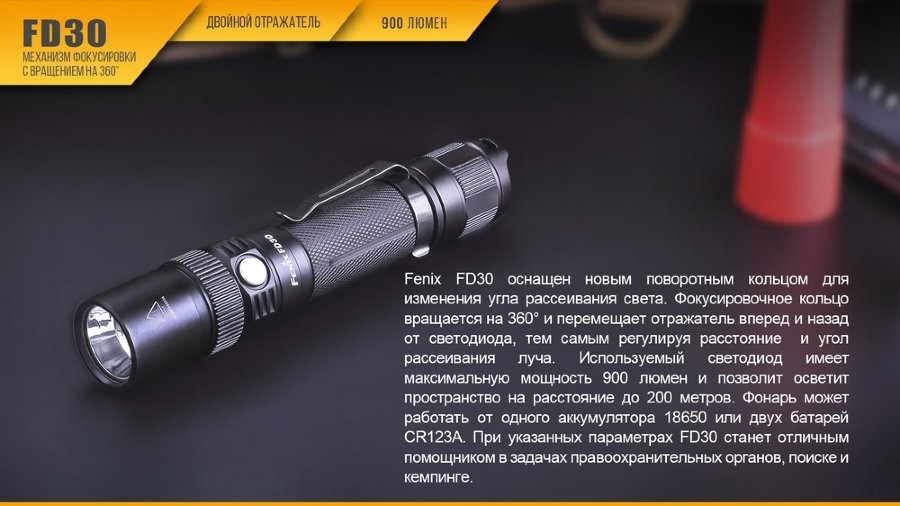 FD30
МЕХАНИЗМ ФОКУСИРОВКИ
С ВРАЩЕНИЕМ НА 360°
ДВОЙНОЙ ОТРАЖАТЕЛЬ
900 ЛЮМЕН
Fenix FD30
Fenix FD30 оснащен новым поворотным кольцом для
изменения угла рассеивания света. Фокусировочное кольцо
вращается на 360° и перемещает отражатель вперед и назад
от светодиода, тем самым регулируя расстояние и угол
рассеивания луча. Используемый светодиод имеет
максимальную мощность 900 люмен и позволит осветит
пространство на расстояние до 200 метров. Фонарь может
работать от одного аккумулятора 18650 или двух батарей
CR123A. При указанных параметрах FD30 станет отличным
помощником в задачах правоохранительных органов, поиске и
кемпинге.